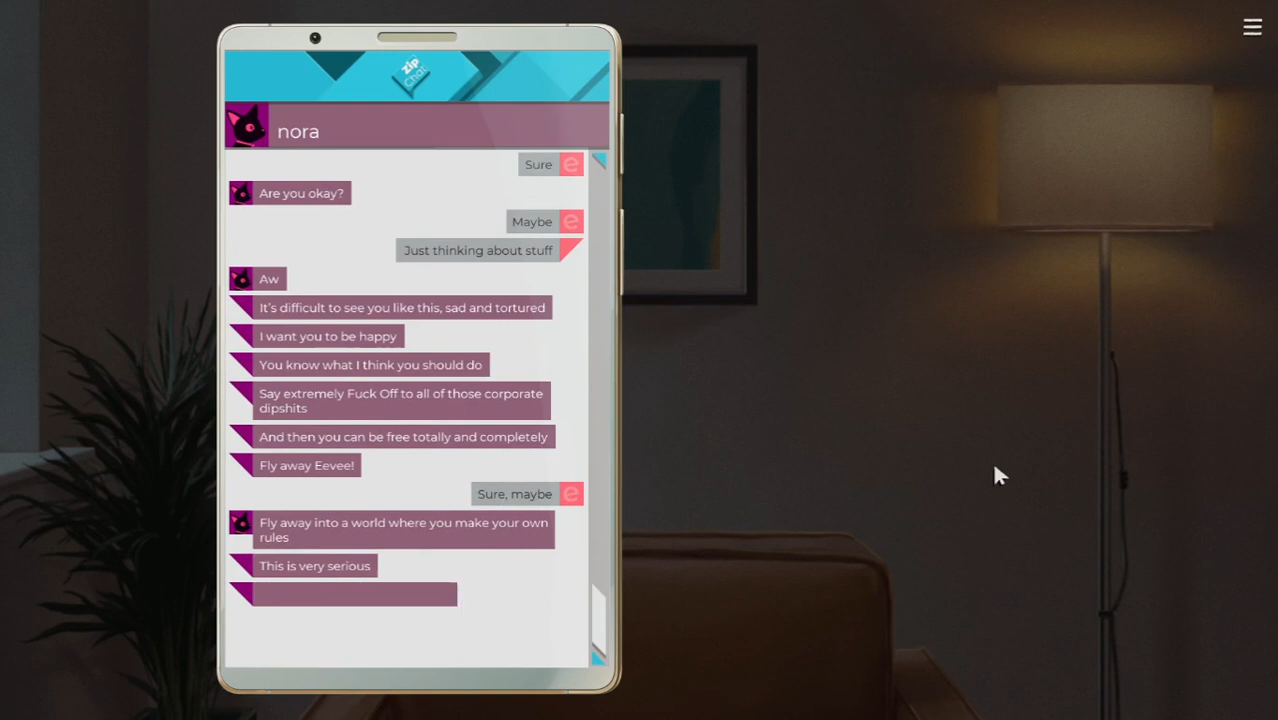 zip
Chat
nora
Sure e
Are you okay?
Maybe e
Just thinking about stuff
Aw
It's difficult to see you like this, sad and tortured
I want you to be happy
You know what I think you should do
Say extremely Fuck Off to all of those corporate
dipshits
And then you can be free totally and completely
Fly away Eevee!
Sure, maybe e
Fly away into a world where you make your own
rules
This is very serious